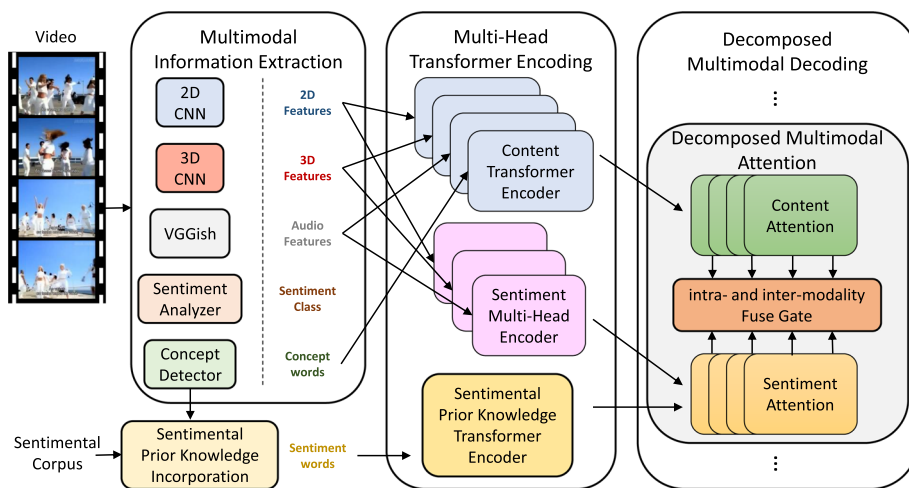 Video
Multimodal
Information Extraction
2D
CNN
3D
CNN
VGGish
Sentiment
Analyzer
Concept
Detector
2D
Features
3D
Features
Audio
Features
Sentiment
Class
Concept
words
Sentimental
Corpus
Sentimental
Prior Knowledge
Incorporation
Sentiment
words
Multi-Head
Transformer Encoding
Content
Transformer
Encoder
Sentiment
Multi-Head
Encoder
Sentimental
Prior Knowledge
Transformer
Encoder
Decomposed
Multimodal Decoding
...
Decomposed Multimodal
Attention
Content
Attention
intra- and inter-modality
Fuse Gate
Sentiment
Attention
...